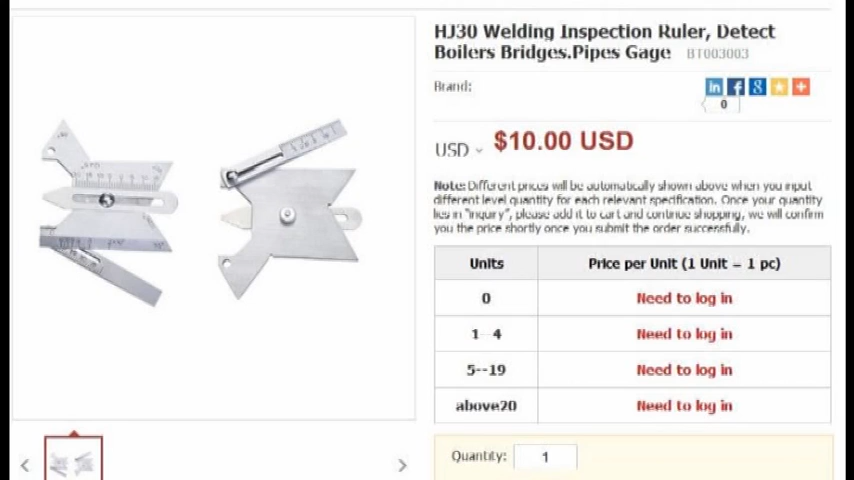 HJ30 Welding Inspection Ruler, Detect
Boilers Bridges.Pipes Gage BT003003
Brand:
in f 8
0
USD $10.00 USD
Note: Different prices will be automatically shown above when you input
different level quantity for each relevant specification. Once your quantity
lies in "inqury", please add it to cart and continue shopping, we will confirm
you the price shortly once you submit the order successfully.
Units Price per Unit (1 Unit = 1 pc)
0 Need to log in
1--4 Need to log in
5--19 Need to log in
above20 Need to log in
Quantity: 1